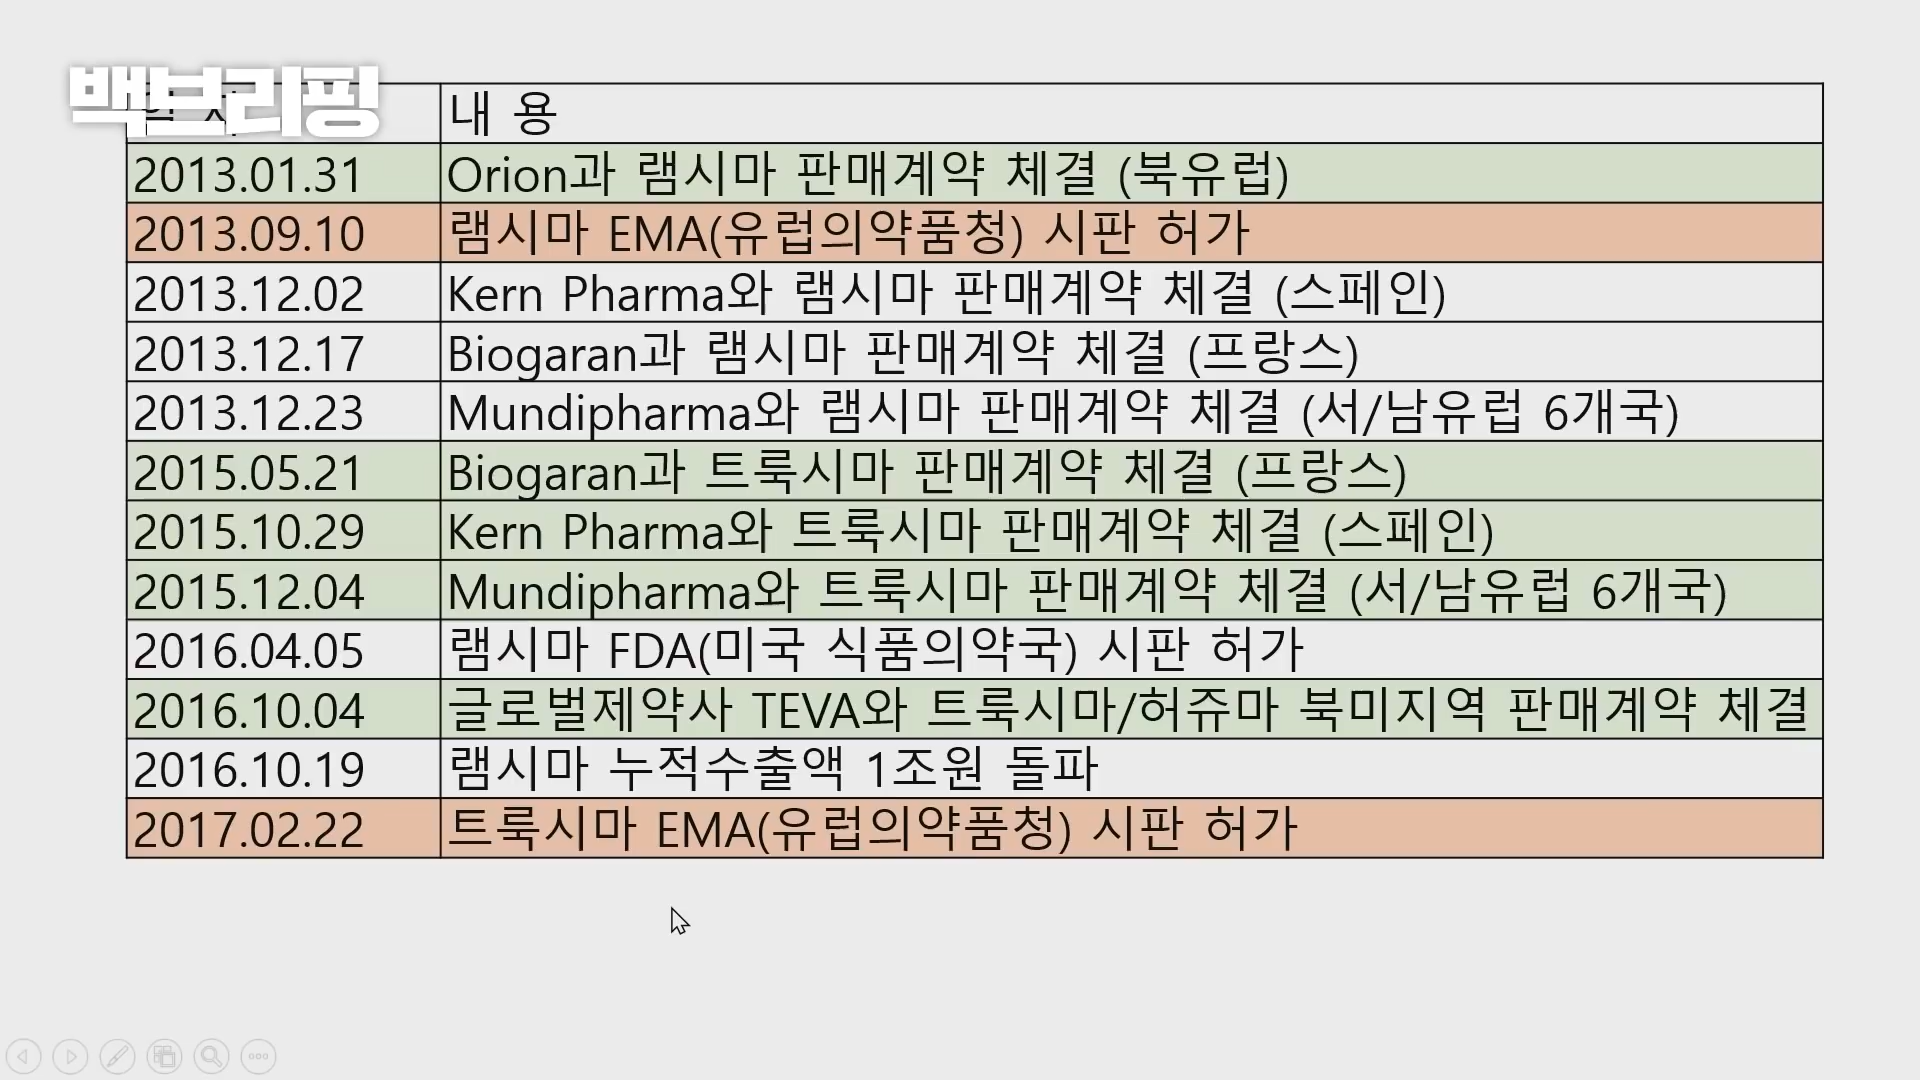 백브리핑
내 용
2013.01.31 Orion과 램시마 판매계약 체결 (북유럽)
2013.09.10 램시마 EMA(유럽의약품청) 시판 허가
2013.12.02 Kern Pharma와 램시마 판매계약 체결 (스페인)
2013.12.17 Biogaran과 램시마 판매계약 체결 (프랑스)
2013.12.23 Mundipharma와 램시마 판매계약 체결 (서/남유럽 6개국)
2015.05.21 Biogaran과 트룩시마 판매계약 체결 (프랑스)
2015.10.29 Kern Pharma와 트룩시마 판매계약 체결 (스페인)
2015.12.04 Mundipharma와 트룩시마 판매계약 체결 (서/남유럽 6개국)
2016.04.05 램시마 FDA(미국 식품의약국) 시판 허가
2016.10.04 글로벌제약사 TEVA와 트룩시마/허쥬마 북미지역 판매계약 체결
2016.10.19 램시마 누적수출액 1조원 돌파
2017.02.22 트룩시마 EMA(유럽의약품청) 시판 허가